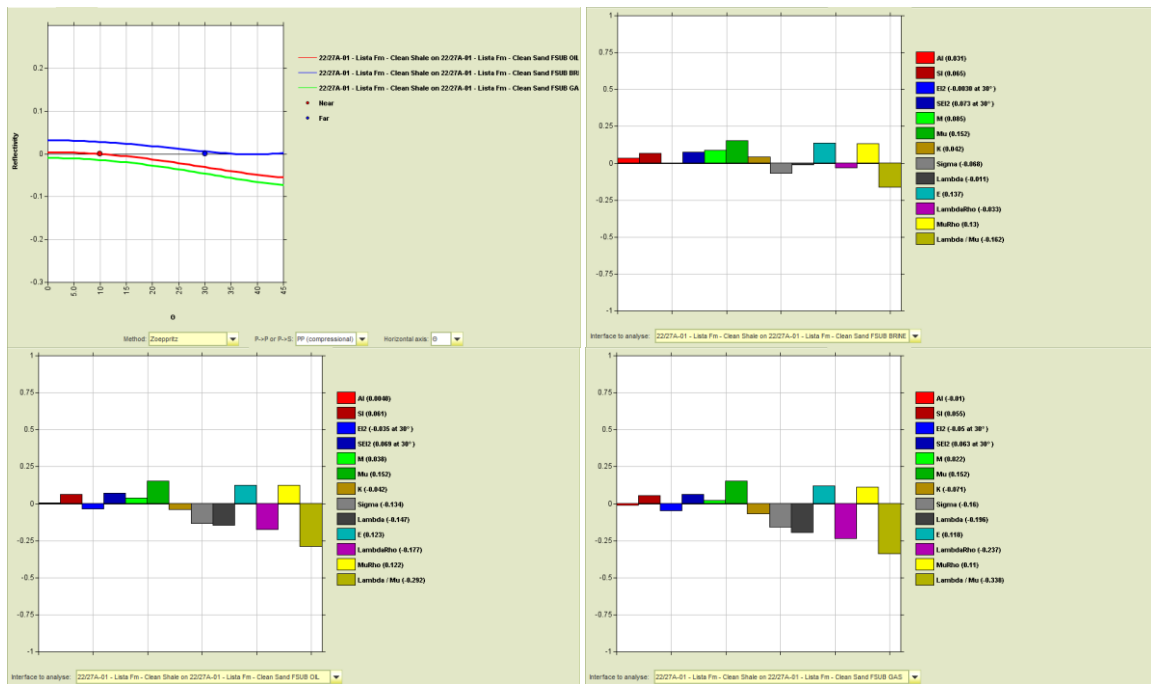 0.2
0.1
0
-0.1
-0.2
-0.3
Reflectivity
0
5.0
10
15
20
25
30
35
40
45
Θ
22/27A-01 - Lista Fm - Clean Shale on 22/27A-01 - Lista Fm - Clean Sand FSUB OIL
22/27A-01 - Lista Fm - Clean Shale on 22/27A-01 - Lista Fm - Clean Sand FSUB BRI
22/27A-01 - Lista Fm - Clean Shale on 22/27A-01 - Lista Fm - Clean Sand FSUB GA
Near
Far
Method: Zoeppritz P->P or P->S: PP (compressional) Horizontal axis: Θ
1
0.75
0.5
0.25
0
-0.25
-0.5
-0.75
-1
AI (0.031)
SI (0.065)
EI2 (-0.0030 at 30°)
SEI2 (0.073 at 30°)
M (0.085)
Mu (0.152)
K (0.042)
Sigma (-0.068)
Lambda (-0.011)
E (0.137)
LambdaRho (-0.033)
MuRho (0.13)
Lambda / Mu (-0.162)
Interface to analyse: 22/27A-01 - Lista Fm - Clean Shale on 22/27A-01 - Lista Fm - Clean Sand FSUB BRINE
1
0.75
0.5
0.25
0
-0.25
-0.5
-0.75
-1
AI (0.0040)
SI (0.061)
EI2 (-0.035 at 30°)
SEI2 (0.069 at 30°)
M (0.038)
Mu (0.152)
K (-0.042)
Sigma (-0.134)
Lambda (-0.147)
E (0.123)
LambdaRho (-0.177)
MuRho (0.122)
Lambda / Mu (-0.292)
Interface to analyse: 22/27A-01 - Lista Fm - Clean Shale on 22/27A-01 - Lista Fm - Clean Sand FSUB OIL
1
0.75
0.5
0.25
0
-0.25
-0.5
-0.75
-1
AI (-0.01)
SI (0.055)
EI2 (-0.05 at 30°)
SEI2 (0.063 at 30°)
M (0.022)
Mu (0.152)
K (-0.071)
Sigma (-0.16)
Lambda (-0.196)
E (0.118)
LambdaRho (-0.237)
MuRho (0.11)
Lambda / Mu (-0.338)
Interface to analyse: 22/27A-01 - Lista Fm - Clean Shale on 22/27A-01 - Lista Fm - Clean Sand FSUB GAS